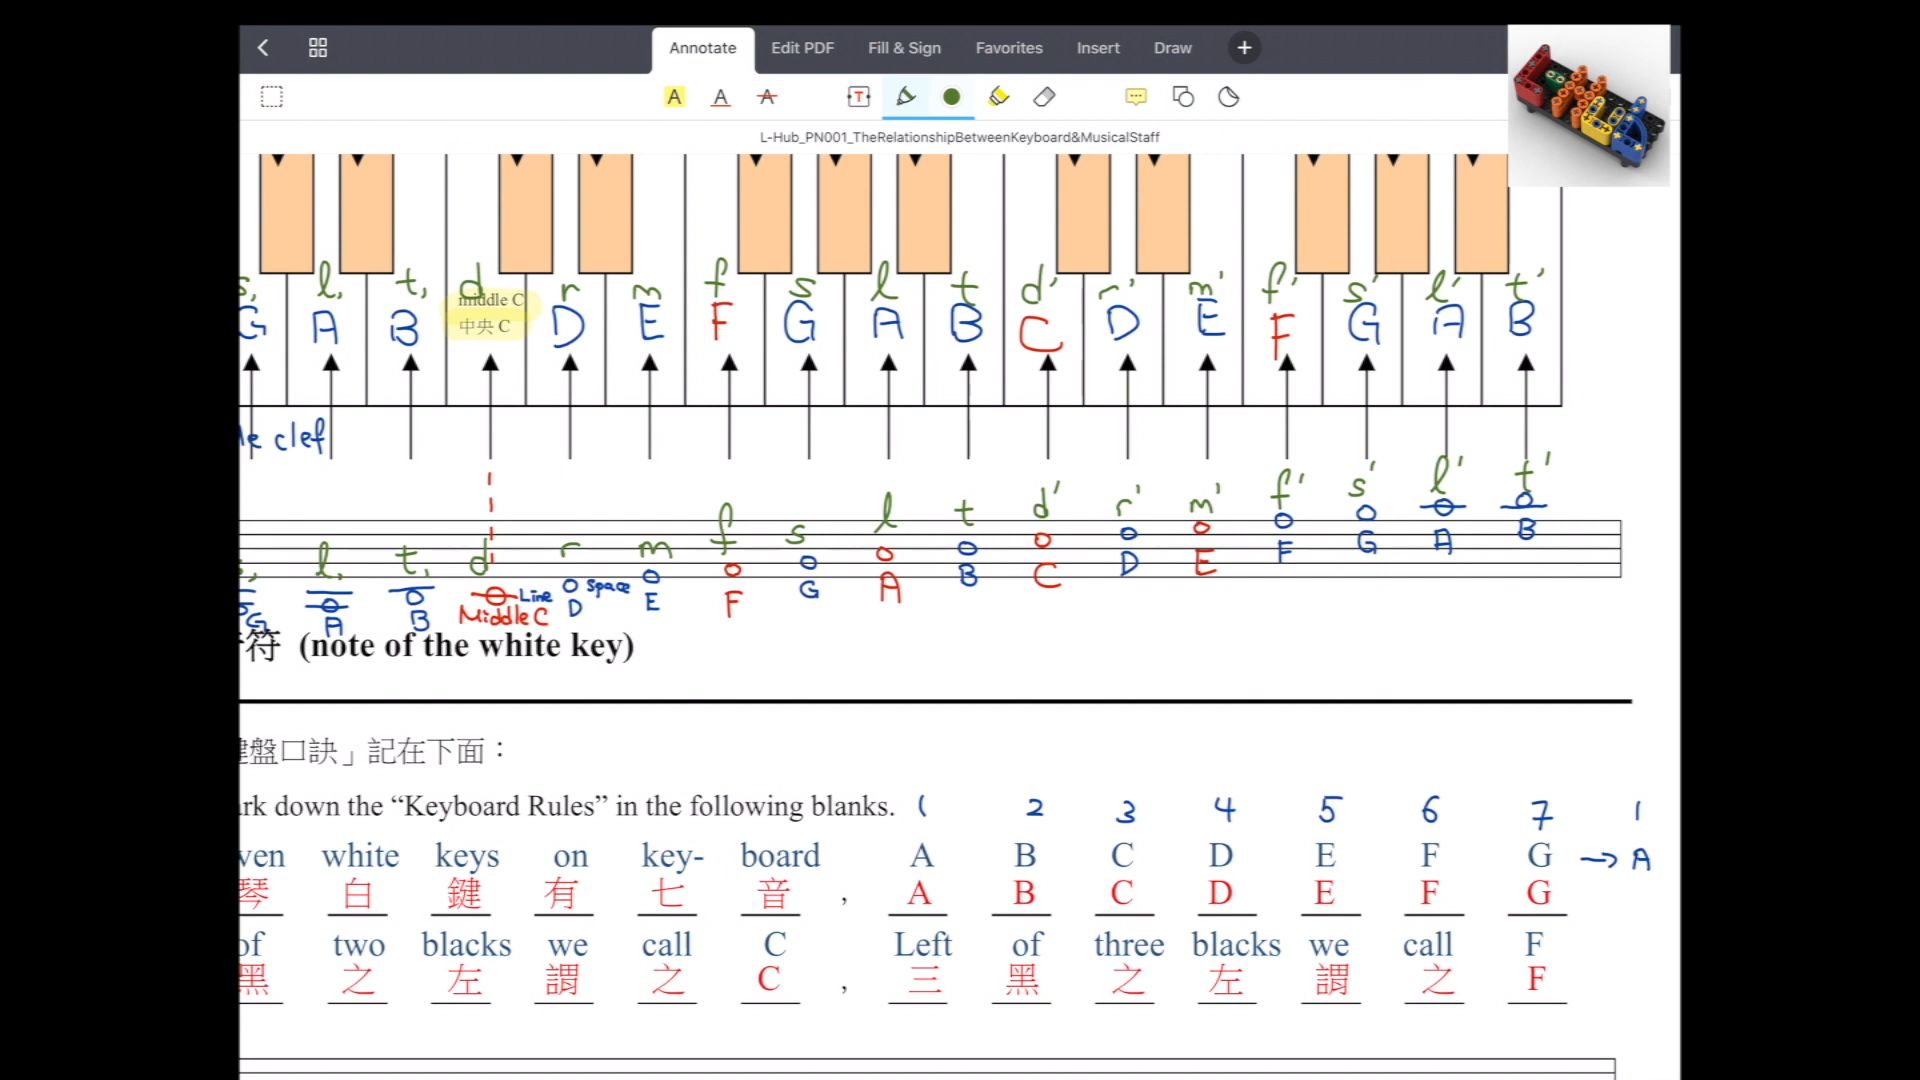 Annotate Edit PDF Fill & Sign Favorites Insert Draw
A A A T
L-Hub_PN001_TheRelationshipBetweenKeyboard&MusicalStaff
s, l, t, d r m f s l t d' r' m' f' s' l' t'
middle C
G A B 中央 C D E F G A B C D E F G A B
le clef
l, t, d r m f s l t d' r' m' f' s' l' t'
Line Space
G A B Middle C D E F G A B C D E F G A B
符 (note of the white key)
盤口訣」記在下面：
ark down the “Keyboard Rules” in the following blanks. 1 2 3 4 5 6 7 1
ven white keys on key- board A B C D E F G → A
琴 白 鍵 有 七 音 , A B C D E F G
of two blacks we call C Left of three blacks we call F
黑 之 左 謂 之 C , 三 黑 之 左 謂 之 F